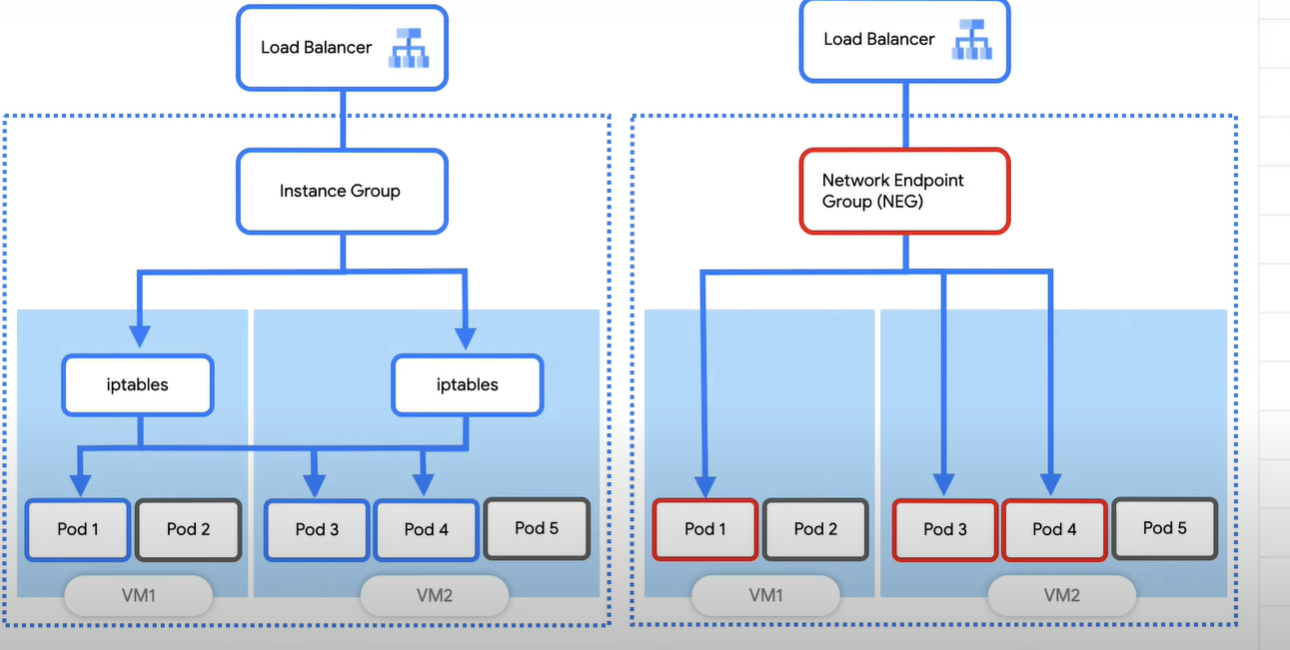 Load Balancer
Instance Group
iptables
iptables
Pod 1
Pod 2
Pod 3
Pod 4
Pod 5
VM1
VM2
Load Balancer
Network Endpoint
Group (NEG)
Pod 1
Pod 2
Pod 3
Pod 4
Pod 5
VM1
VM2